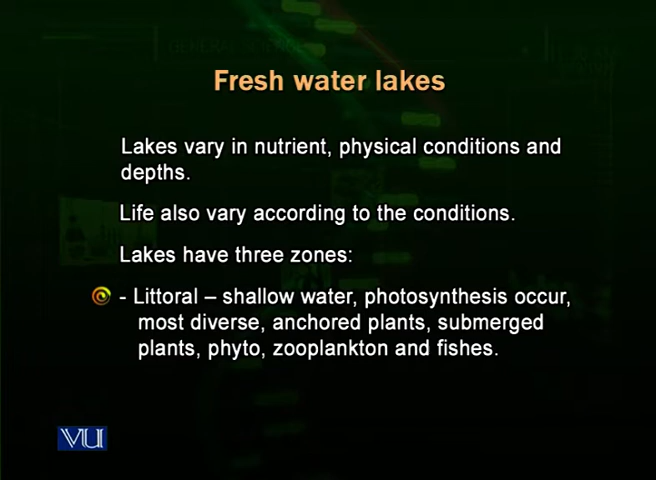 Fresh water lakes
Lakes vary in nutrient, physical conditions and
depths.
Life also vary according to the conditions.
Lakes have three zones:
- Littoral – shallow water, photosynthesis occur,
most diverse, anchored plants, submerged
plants, phyto, zooplankton and fishes.
VU